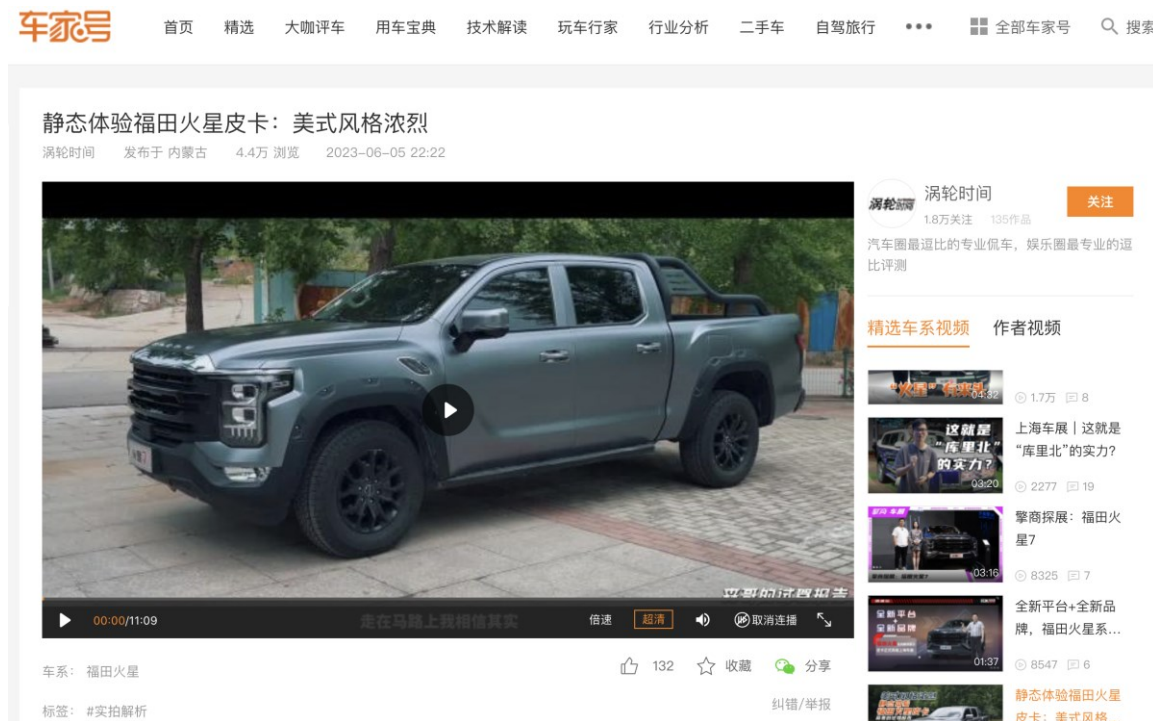 车家号
首页 精选 大咖评车 用车宝典 技术解读 玩车行家 行业分析 二手车 自驾旅行 ••• 全部车家号 搜索
静态体验福田火星皮卡：美式风格浓烈
涡轮时间 发布于 内蒙古 4.4万 浏览 2023-06-05 22:22
亚哥的试驾报告
走在马路上我相信其实
00:00/11:09 倍速 超清 取消连播
132 收藏 分享
车系： 福田火星
纠错/举报
标签： #实拍解析
涡轮时间
涡轮时间
关注
1.8万关注 135作品
汽车圈最逗比的专业侃车，娱乐圈最专业的逗
比评测
精选车系视频 作者视频
04:32
1.7万 8
这就是
“库里北”
的实力？
03:20
上海车展｜这就是
“库里北”的实力？
2277 19
03:16
擎商探展：福田火
星7
8325 7
全新平台
全新品牌
01:37
全新平台+全新品
牌，福田火星系...
8547 6
静态体验福田火星
皮卡：美式风格...